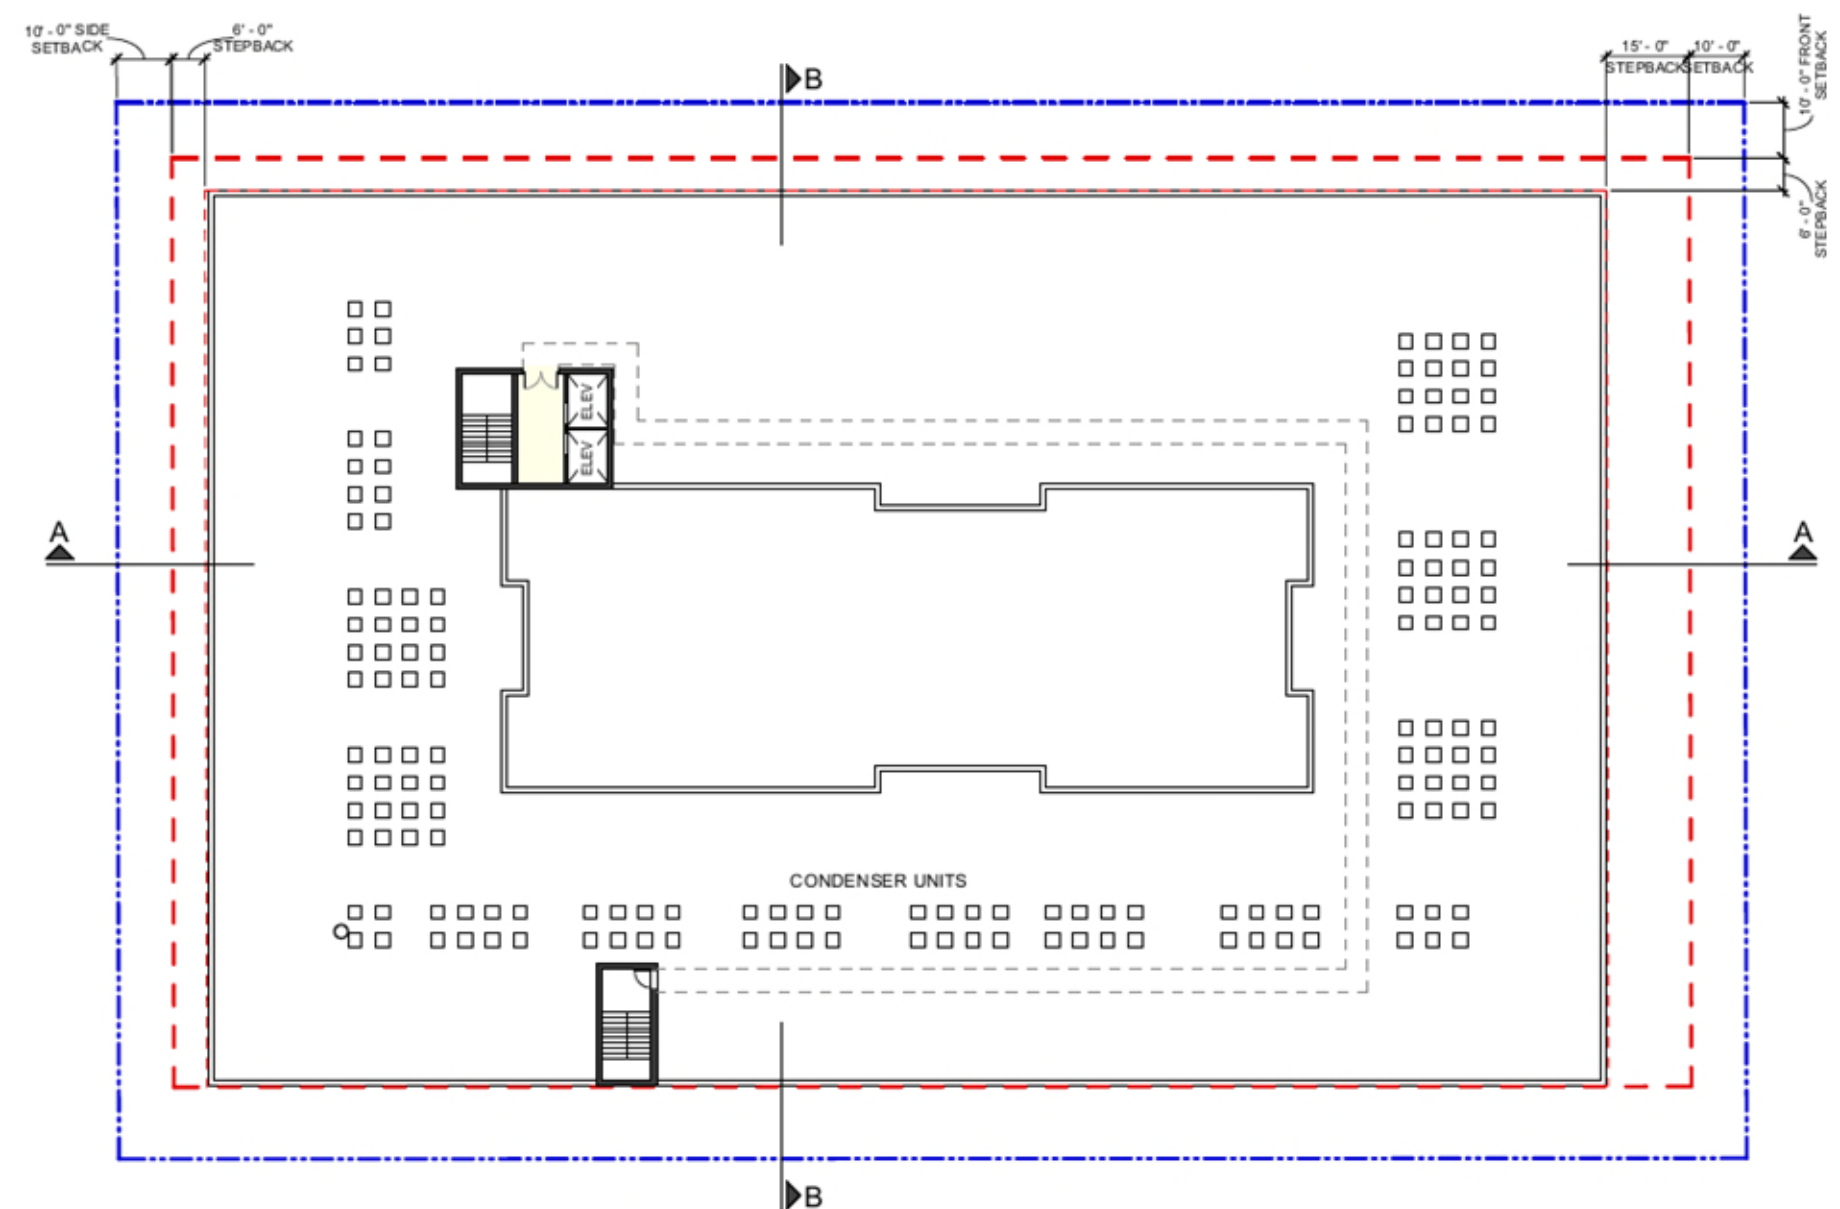 10' - 0" SIDE
SETBACK
6' - 0"
STEPBACK
B
15' - 0"
STEPBACK
10' - 0"
SETBACK
10' - 0" FRONT
SETBACK
6' - 0"
STEPBACK
ELEV
ELEV
A
A
CONDENSER UNITS
B